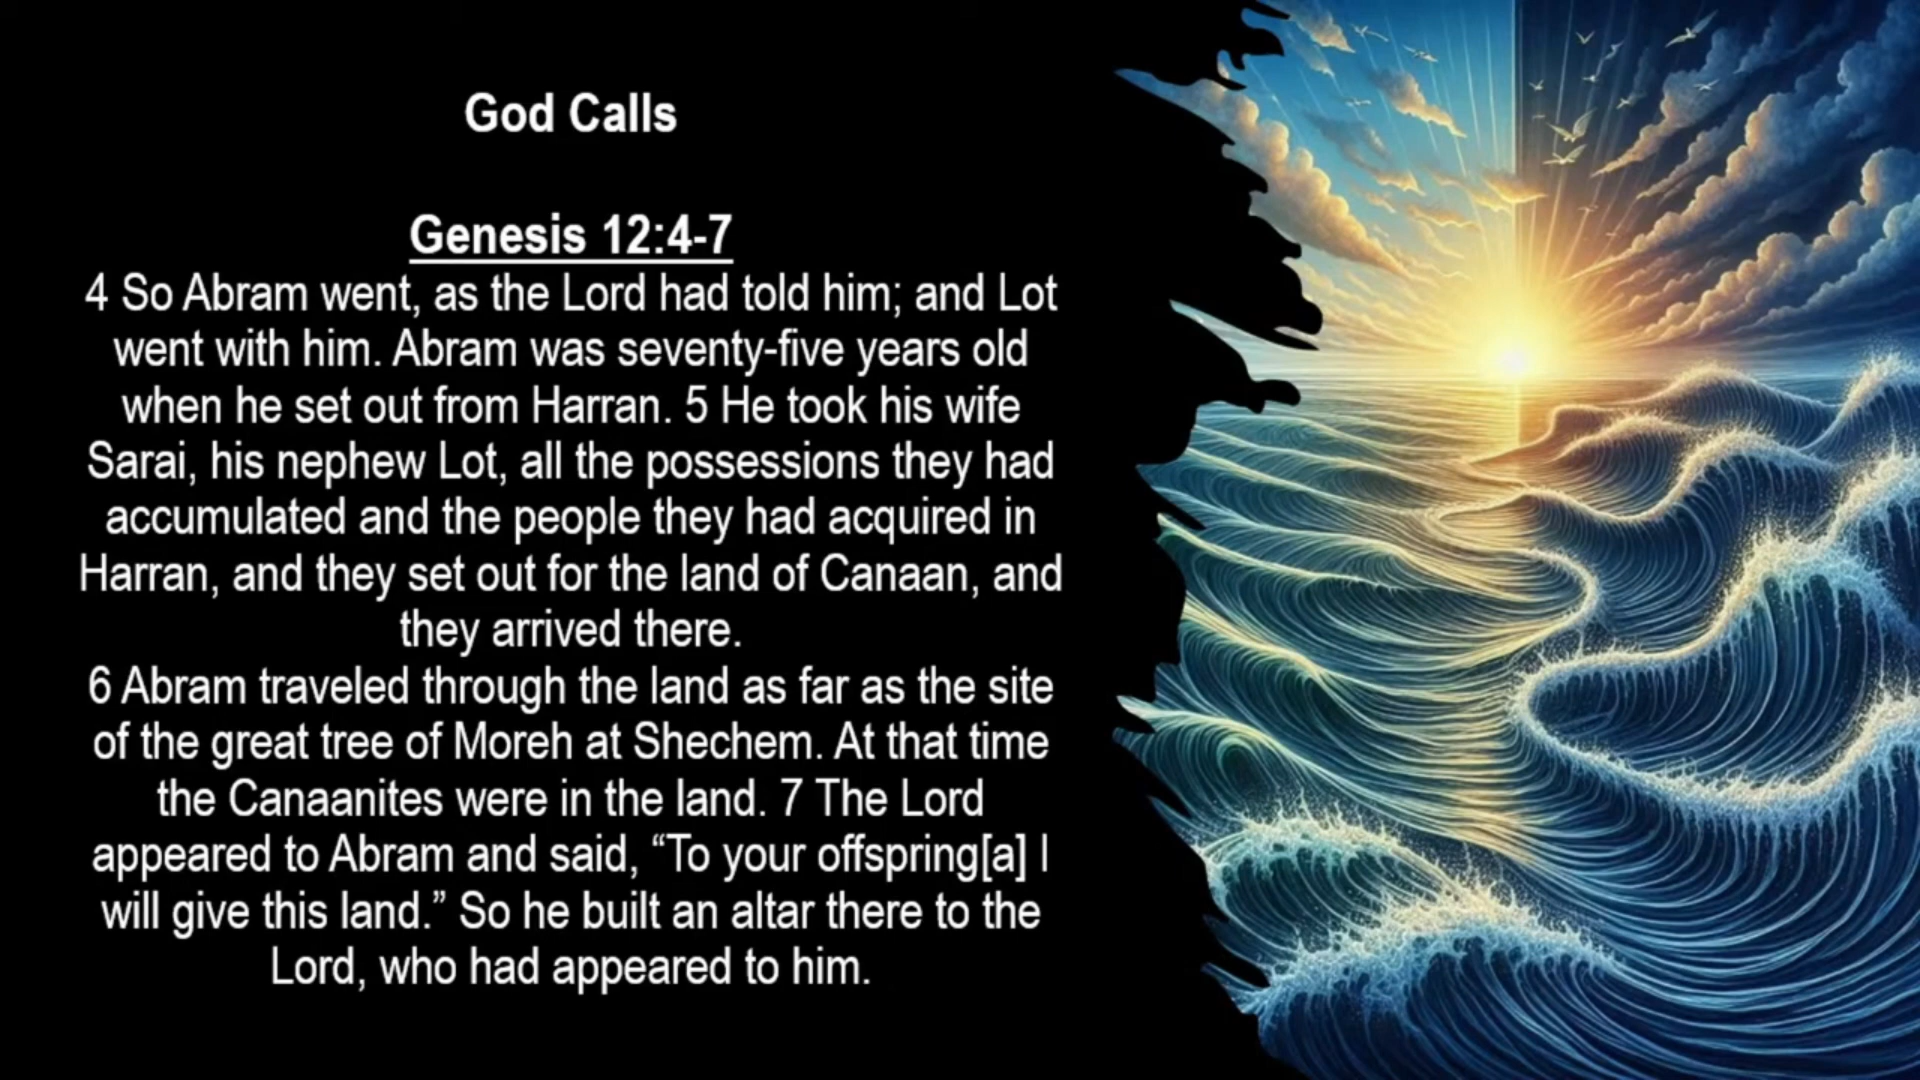 God Calls
Genesis 12:4-7
4 So Abram went, as the Lord had told him; and Lot
went with him. Abram was seventy-five years old
when he set out from Harran. 5 He took his wife
Sarai, his nephew Lot, all the possessions they had
accumulated and the people they had acquired in
Harran, and they set out for the land of Canaan, and
they arrived there.
6 Abram traveled through the land as far as the site
of the great tree of Moreh at Shechem. At that time
the Canaanites were in the land. 7 The Lord
appeared to Abram and said, “To your offspring[a] I
will give this land.” So he built an altar there to the
Lord, who had appeared to him.